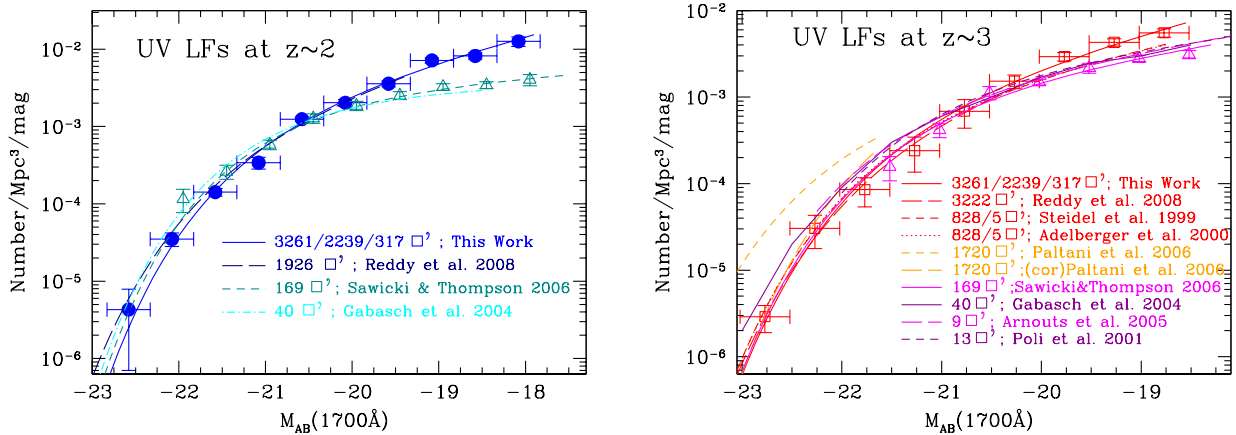 UV LFs at z~2
Number/Mpc³/mag
10⁻²
10⁻³
10⁻⁴
10⁻⁵
10⁻⁶
3261/2239/317 □' ; This Work
1926 □' ; Reddy et al. 2008
169 □' ; Sawicki & Thompson 2006
40 □' ; Gabasch et al. 2004
−23 −22 −21 −20 −19 −18
M_AB(1700Å)
UV LFs at z~3
Number/Mpc³/mag
10⁻²
10⁻³
10⁻⁴
10⁻⁵
10⁻⁶
3261/2239/317□'; This Work
3222□'; Reddy et al. 2008
828/5□'; Steidel et al. 1999
828/5□'; Adelberger et al. 2000
1720□'; Paltani et al. 2006
1720□';(cor)Paltani et al. 2006
169□';Sawicki&Thompson 2006
40□'; Gabasch et al. 2004
9□'; Arnouts et al. 2005
13□'; Poli et al. 2001
−23 −22 −21 −20 −19
M_AB(1700Å)